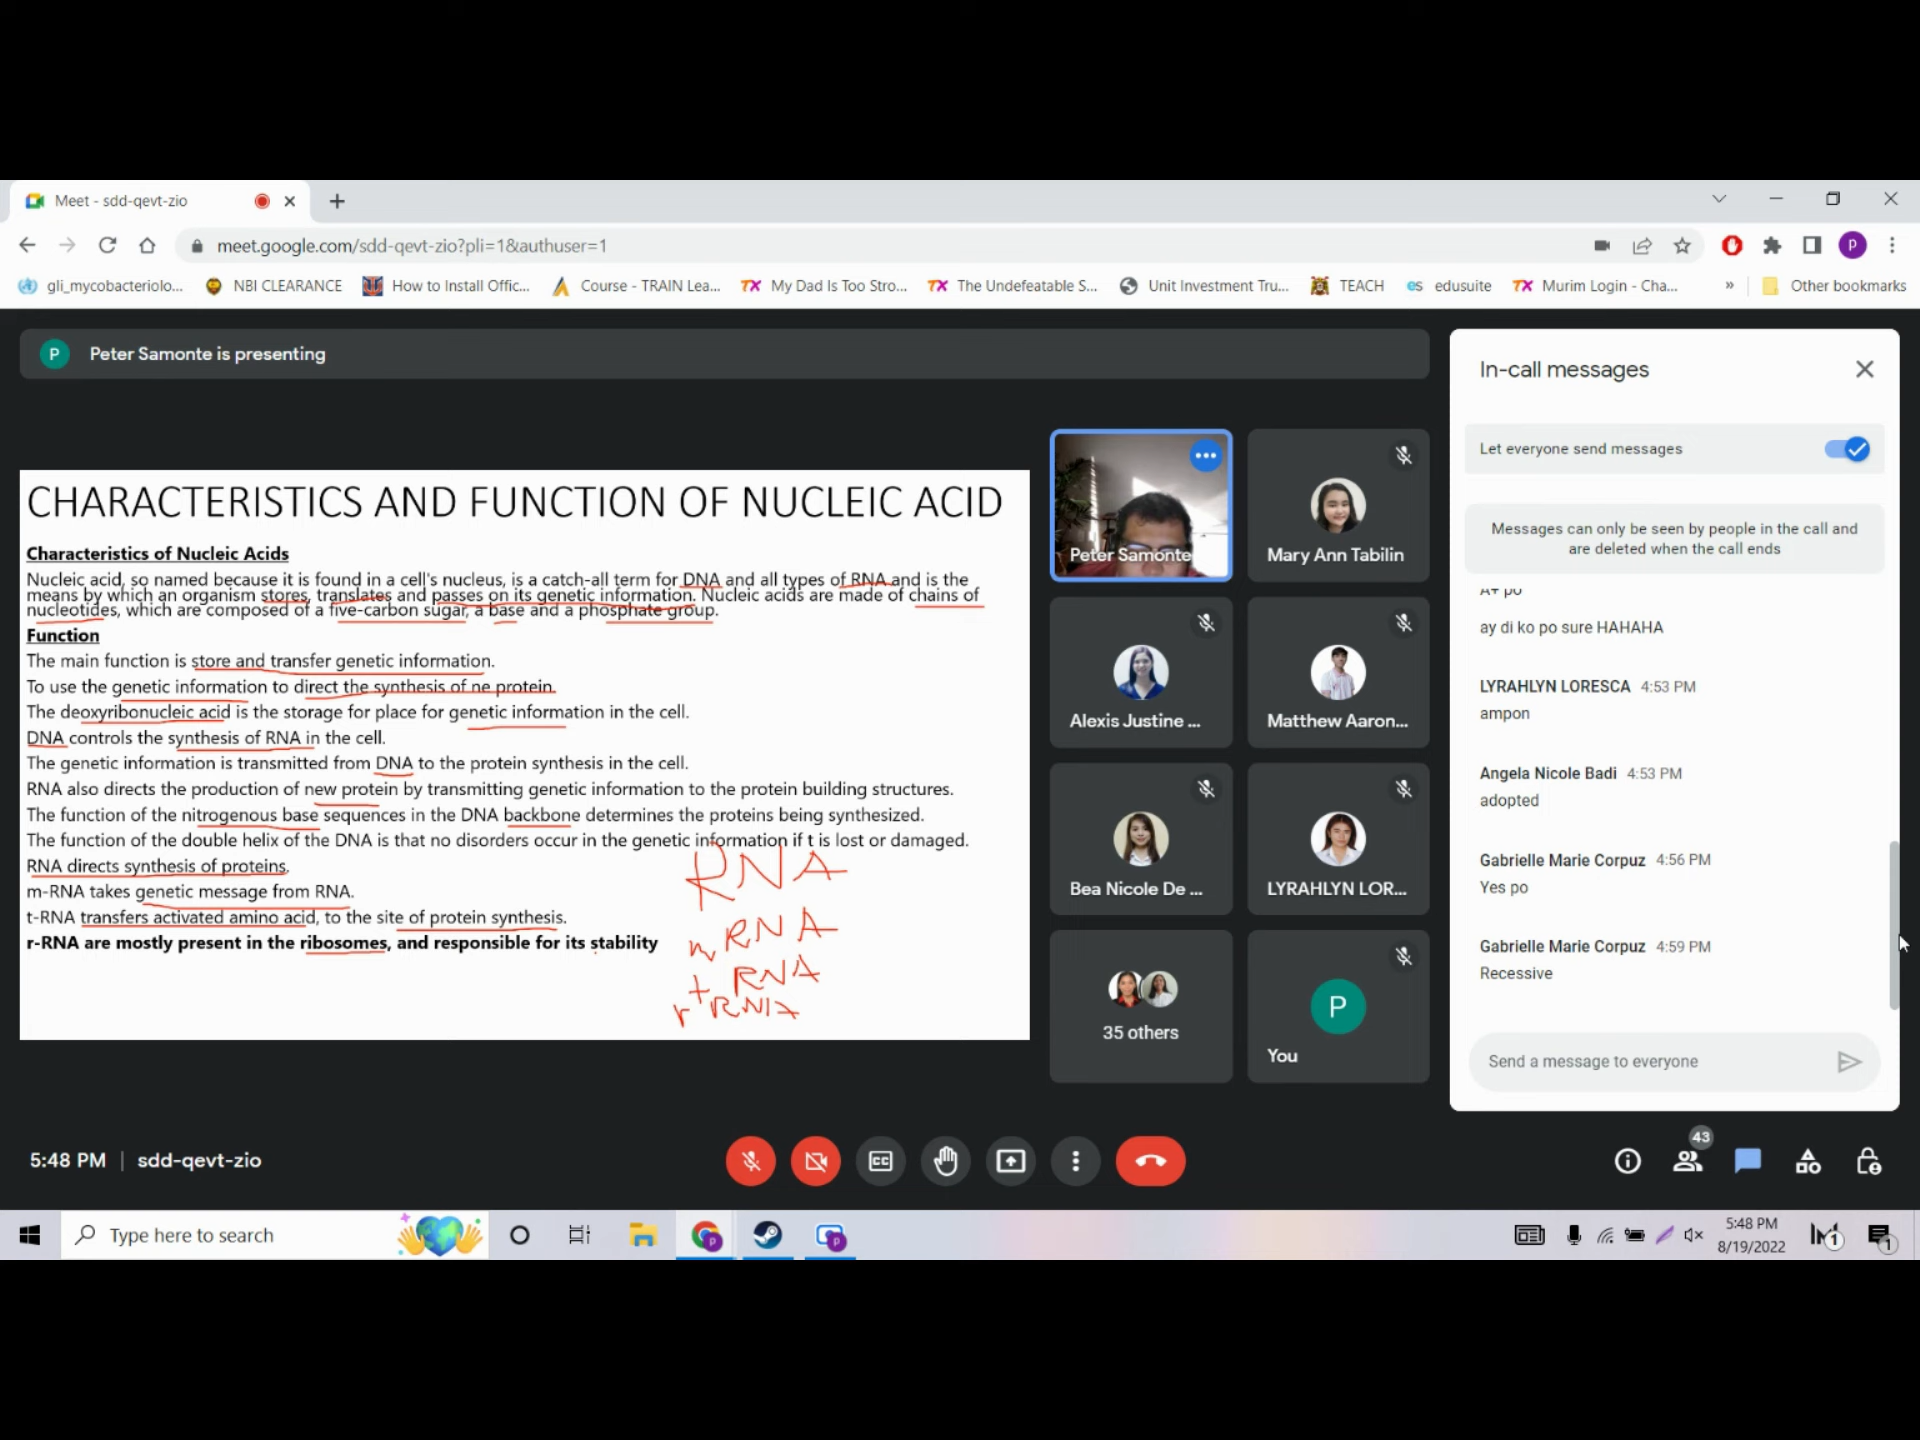 Meet - sdd-qevt-zio
meet.google.com/sdd-qevt-zio?pli=1&authuser=1
P
gli_mycobacteriolo...
NBI CLEARANCE
How to Install Offic...
Course - TRAIN Lea...
TX My Dad Is Too Stro...
TX The Undefeatable S...
Unit Investment Tru...
TEACH
es edusuite
TX Murim Login - Cha...
»
Other bookmarks
P Peter Samonte is presenting
CHARACTERISTICS AND FUNCTION OF NUCLEIC ACID
Characteristics of Nucleic Acids
Nucleic acid, so named because it is found in a cell's nucleus, is a catch-all term for DNA and all types of RNA and is the
means by which an organism stores, translates and passes on its genetic information. Nucleic acids are made of chains of
nucleotides, which are composed of a five-carbon sugar, a base and a phosphate group.
Function
The main function is store and transfer genetic information.
To use the genetic information to direct the synthesis of ne protein.
The deoxyribonucleic acid is the storage for place for genetic information in the cell.
DNA controls the synthesis of RNA in the cell.
The genetic information is transmitted from DNA to the protein synthesis in the cell.
RNA also directs the production of new protein by transmitting genetic information to the protein building structures.
The function of the nitrogenous base sequences in the DNA backbone determines the proteins being synthesized.
The function of the double helix of the DNA is that no disorders occur in the genetic information if t is lost or damaged.
RNA directs synthesis of proteins.
m-RNA takes genetic message from RNA.
t-RNA transfers activated amino acid, to the site of protein synthesis.
r-RNA are mostly present in the ribosomes, and responsible for its stability
RNA
mRNA
tRNA
rRNA
Peter Samonte
Mary Ann Tabilin
Alexis Justine ...
Matthew Aaron...
Bea Nicole De ...
LYRAHLYN LOR...
35 others
P
You
In-call messages
Let everyone send messages
Messages can only be seen by people in the call and
are deleted when the call ends
A+ po
ay di ko po sure HAHAHA
LYRAHLYN LORESCA 4:53 PM
ampon
Angela Nicole Badi 4:53 PM
adopted
Gabrielle Marie Corpuz 4:56 PM
Yes po
Gabrielle Marie Corpuz 4:59 PM
Recessive
Send a message to everyone
5:48 PM | sdd-qevt-zio
CC
43
Type here to search
5:48 PM
8/19/2022
1
1